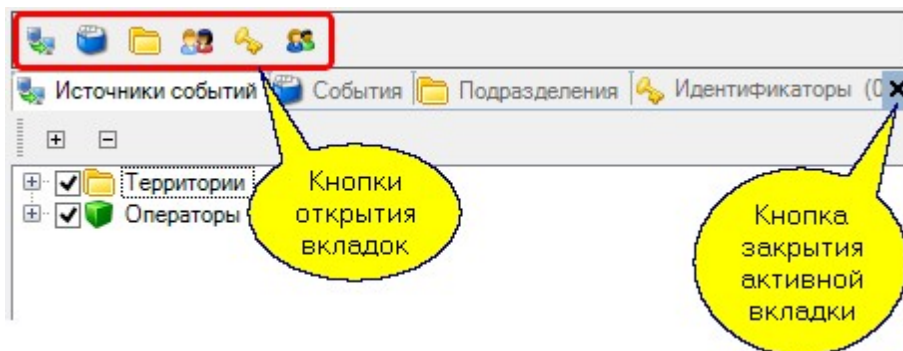 Источники событий События Подразделения Идентификаторы (0
Территории
Операторы
Кнопки
открытия
вкладок
Кнопка
закрытия
активной
вкладки